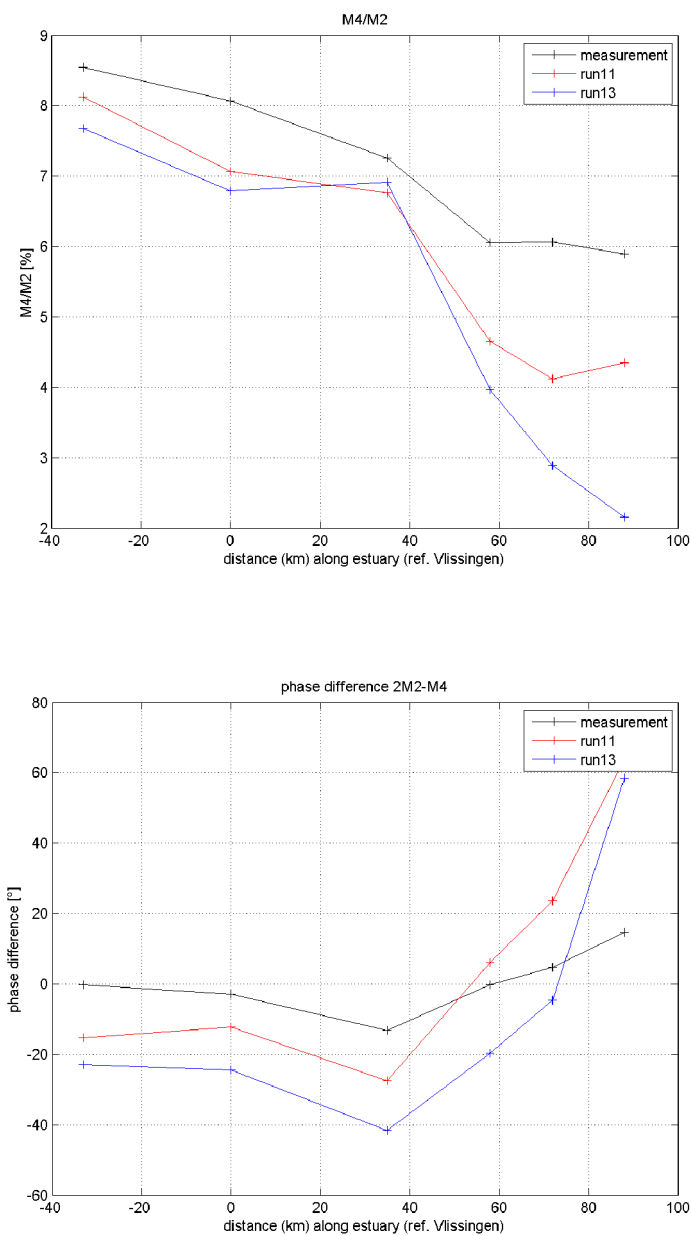 M4/M2
9
8
7
6
5
4
3
2
M4/M2 [%]
measurement
run11
run13
-40 -20 0 20 40 60 80 100
distance (km) along estuary (ref. Vlissingen)
phase difference 2M2-M4
80
60
40
20
0
-20
-40
-60
phase difference [°]
measurement
run11
run13
-40 -20 0 20 40 60 80 100
distance (km) along estuary (ref. Vlissingen)